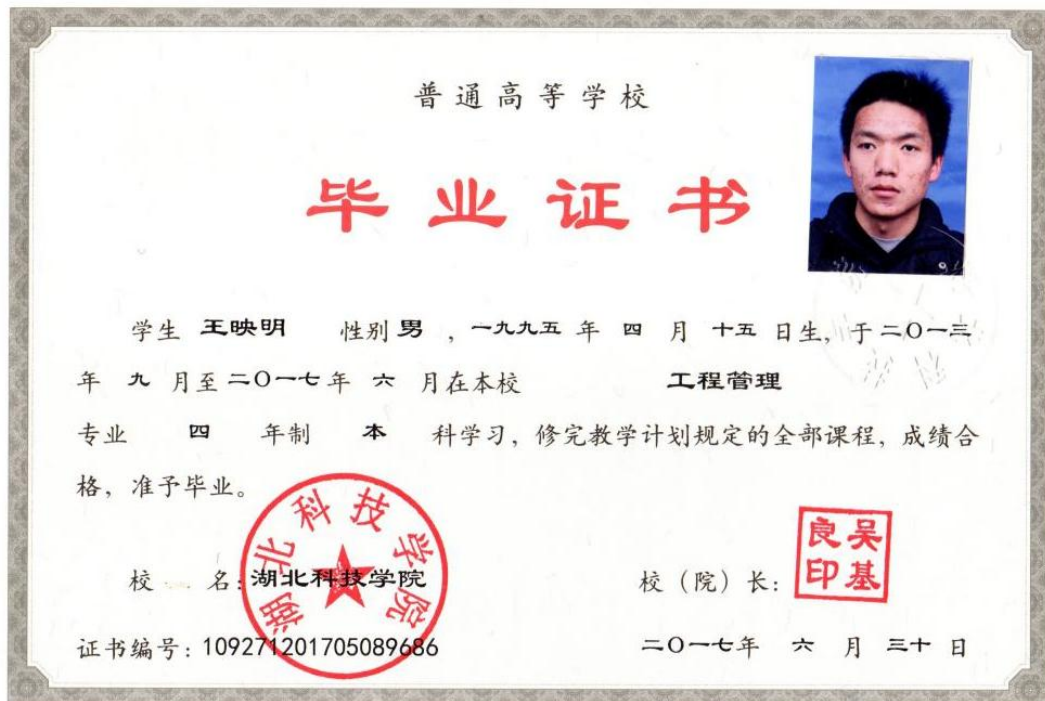 普通高等学校
毕业证书
学生 王映明 性别 男 ，一九九五 年 四 月 十五 日生，于 二〇一三
年 九 月至 二〇一七 年 六 月在本校 工程管理
专业 四 年制 本 科学习，修完教学计划规定的全部课程，成绩合
格，准予毕业。
湖北科技学院
校 名：湖北科技学院
校（院）长：
吴基良印
证书编号：109271201705089686
二〇一七年 六 月 三十 日